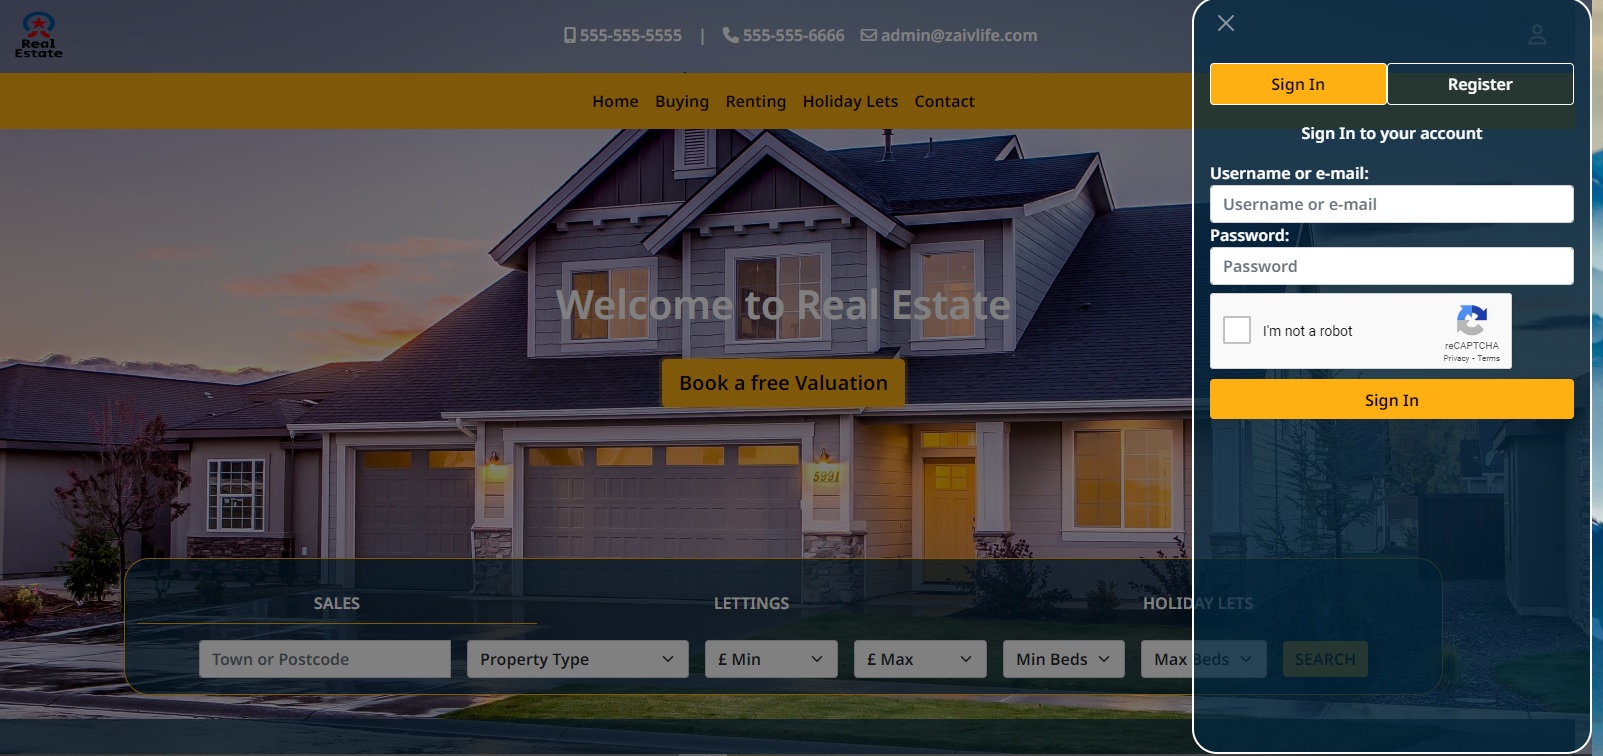 Real
Estate
555-555-5555 | 555-555-6666 admin@zaivlife.com
Home Buying Renting Holiday Lets Contact
Welcome to Real Estate
Book a free Valuation
5991
SALES LETTINGS HOLIDAY LETS
Town or Postcode Property Type £ Min £ Max Min Beds Max Beds SEARCH
Sign In Register
Sign In to your account
Username or e-mail:
Username or e-mail
Password:
Password
I'm not a robot
reCAPTCHA
Privacy - Terms
Sign In